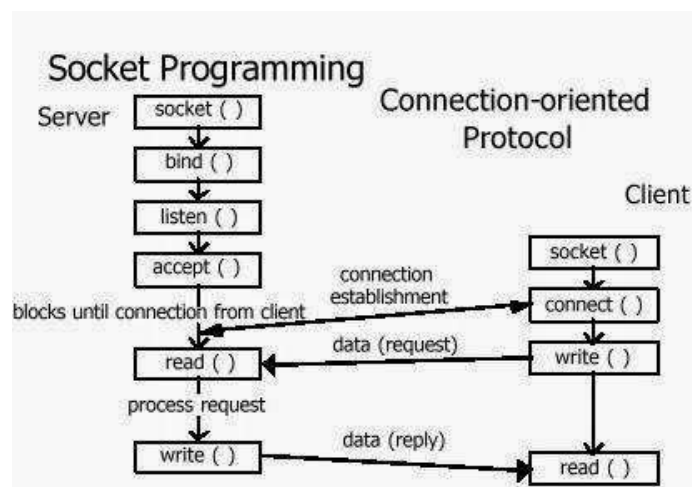 Socket Programming
Connection-oriented
Protocol
Server
socket ( )
bind ( )
listen ( )
accept ( )
blocks until connection from client
read ( )
process request
write ( )
connection
establishment
data (request)
data (reply)
Client
socket ( )
connect ( )
write ( )
read ( )